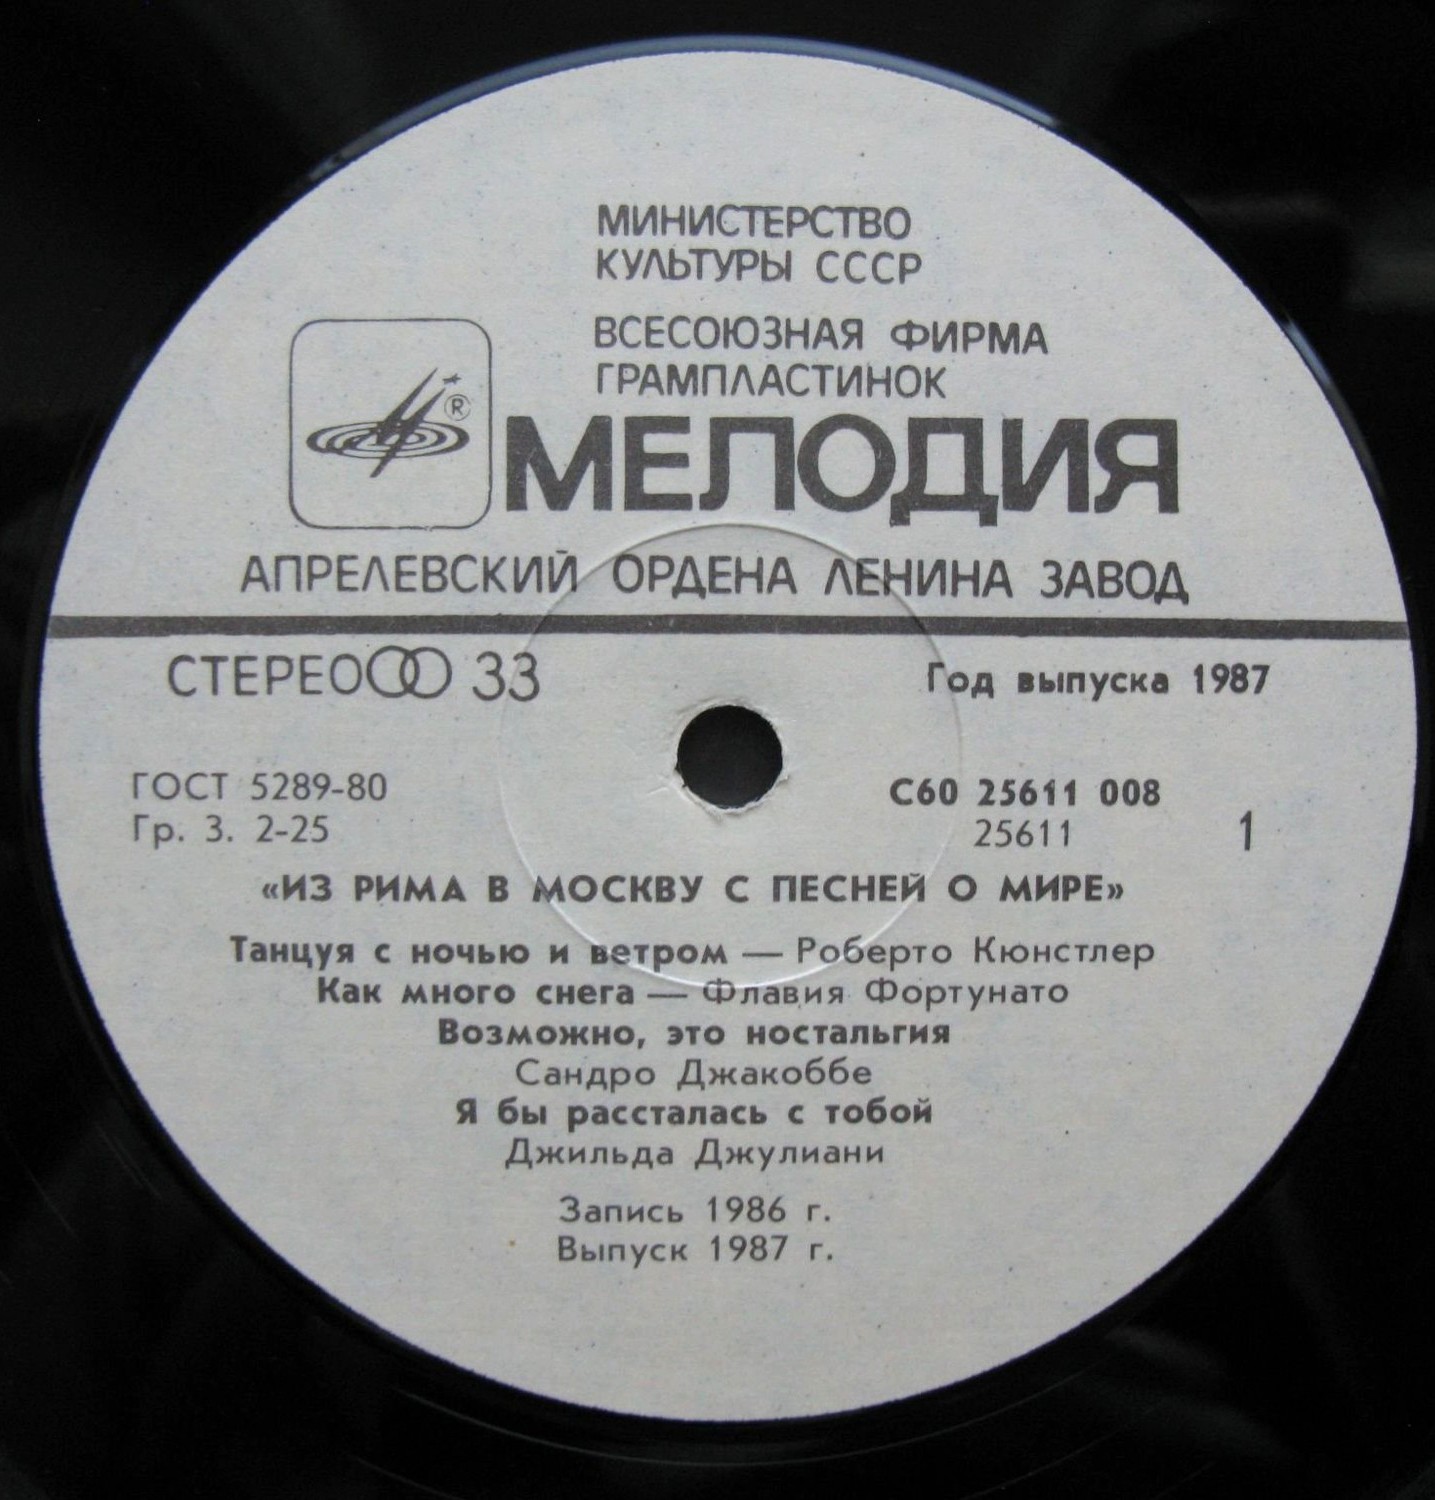 МИНИСТЕРСТВО
КУЛЬТУРЫ СССР
ВСЕСОЮЗНАЯ ФИРМА
ГРАМПЛАСТИНОК
®
МЕЛОДИЯ
АПРЕЛЕВСКИЙ ОРДЕНА ЛЕНИНА ЗАВОД
СТЕРЕО 33
Год выпуска 1987
ГОСТ 5289-80
Гр. 3. 2-25
С60 25611 008
25611
1
«ИЗ РИМА В МОСКВУ С ПЕСНЕЙ О МИРЕ»
Танцуя с ночью и ветром — Роберто Кюнстлер
Как много снега — Флавия Фортунато
Возможно, это ностальгия
Сандро Джакоббе
Я бы рассталась с тобой
Джильда Джулиани
Запись 1986 г.
Выпуск 1987 г.